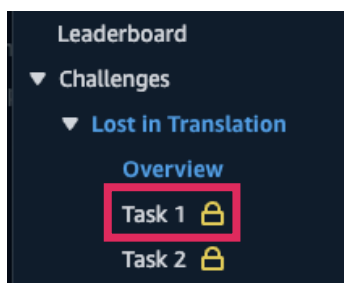 Leaderboard
Challenges
Lost in Translation
Overview
Task 1
Task 2